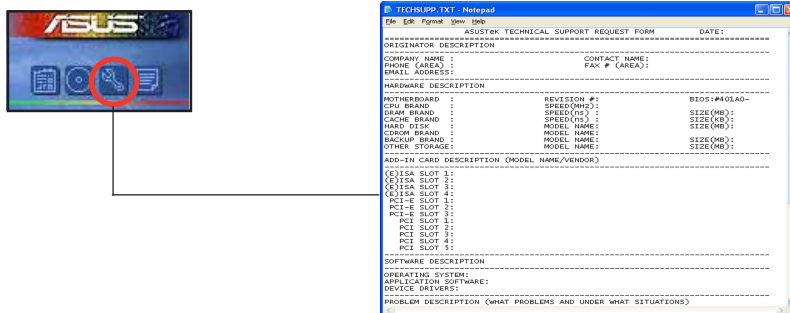 ASUS
TECHSUPP.TXT - Notepad
File Edit Format View Help
ASUSTeK TECHNICAL SUPPORT REQUEST FORM DATE:
ORIGINATOR DESCRIPTION
COMPANY NAME : CONTACT NAME:
PHONE (AREA) : FAX # (AREA):
EMAIL ADDRESS:
HARDWARE DESCRIPTION
MOTHERBOARD : REVISION #: BIOS:#401A0-
CPU BRAND : SPEED(MHz):
DRAM BRAND : SPEED(ns) : SIZE(MB):
CACHE BRAND : SPEED(ns) : SIZE(KB):
HARD DISK : MODEL NAME: SIZE(MB):
CDROM BRAND : MODEL NAME:
BACKUP BRAND : MODEL NAME: SIZE(MB):
OTHER STORAGE: MODEL NAME: SIZE(MB):
ADD-IN CARD DESCRIPTION (MODEL NAME/VENDOR)
(E)ISA SLOT 1:
(E)ISA SLOT 2:
(E)ISA SLOT 3:
(E)ISA SLOT 4:
PCI-E SLOT 1:
PCI-E SLOT 2:
PCI-E SLOT 3:
PCI SLOT 1:
PCI SLOT 2:
PCI SLOT 3:
PCI SLOT 4:
PCI SLOT 5:
SOFTWARE DESCRIPTION
OPERATING SYSTEM:
APPLICATION SOFTWARE:
DEVICE DRIVERS:
PROBLEM DESCRIPTION (WHAT PROBLEMS AND UNDER WHAT SITUATIONS)